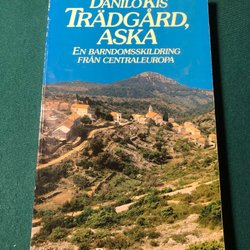 DANILO KIŠ
TRÄDGÅRD,
ASKA
EN BARNDOMSSKILDRING
FRÅN CENTRALEUROPA